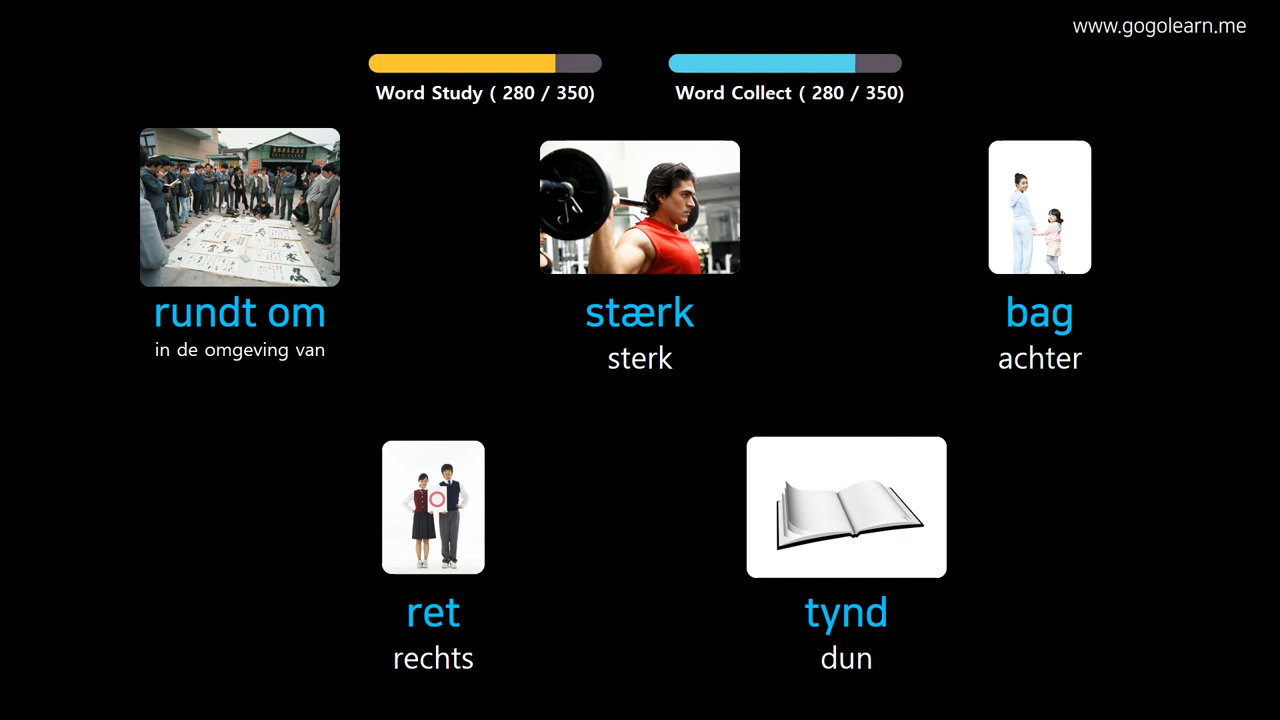 www.gogolearn.me
Word Study ( 280 / 350)
Word Collect ( 280 / 350)
rundt om
in de omgeving van
stærk
sterk
bag
achter
ret
rechts
tynd
dun